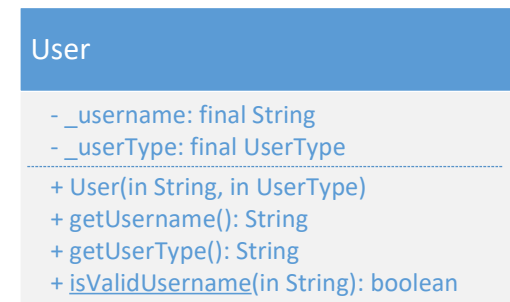 User
- _username: final String
- _userType: final UserType
+ User(in String, in UserType)
+ getUsername(): String
+ getUserType(): String
+ isValidUsername(in String): boolean